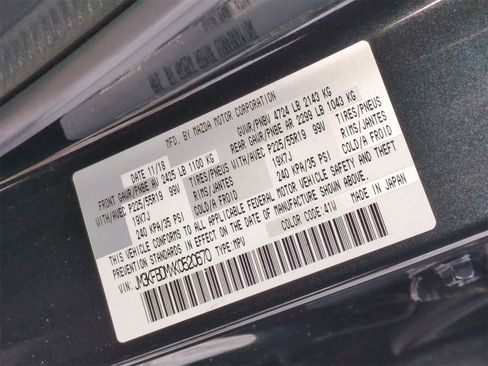 MFD. BY MAZDA MOTOR CORPORATION
DATE 11/18 GVWR/PNBV 4724 LB 2143 KG
FRONT GAWR/PNBE AV 2425 LB 1100 KG REAR GAWR/PNBE AR 2299 LB 1043 KG
WITH/AVEC P225/55R19 99V TIRES/PNEUS WITH/AVEC P225/55R19 99V TIRES/PNEUS
19X7J RIMS/JANTES 19X7J RIMS/JANTES
240 KPA/35 PSI COLD/A FROID 240 KPA/35 PSI COLD/A FROID
THIS VEHICLE CONFORMS TO ALL APPLICABLE FEDERAL MOTOR VEHICLE SAFETY AND THEFT
PREVENTION STANDARDS IN EFFECT ON THE DATE OF MANUFACTURE SHOWN ABOVE.
VIN: JM3KFBDMXK0520570 TYPE: MPV COLOR CODE: 41W MADE IN JAPAN